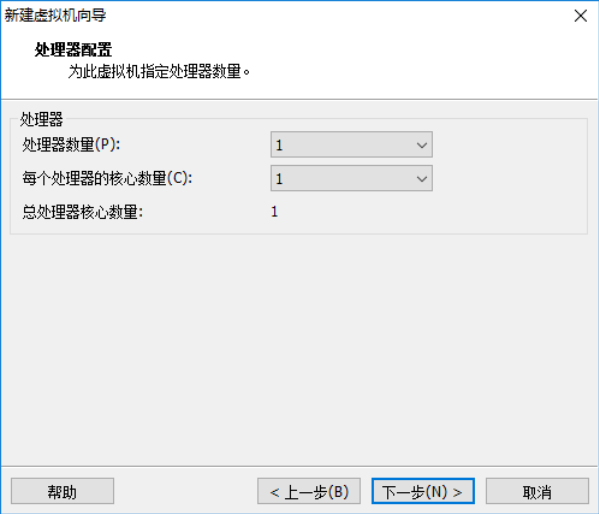 新建虚拟机向导
处理器配置
为此虚拟机指定处理器数量。
处理器
处理器数量(P): 1
每个处理器的核心数量(C): 1
总处理器核心数量: 1
帮助 < 上一步(B) 下一步(N) > 取消